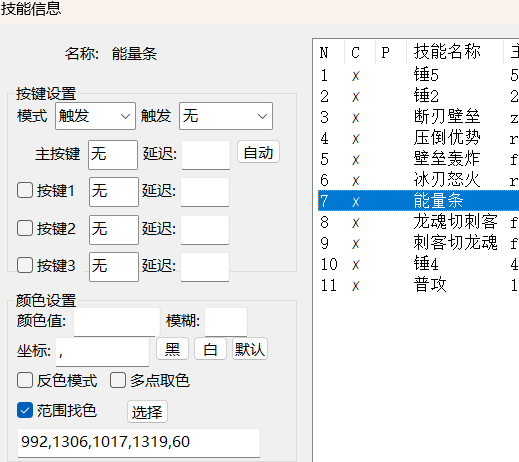 技能信息
名称: 能量条
按键设置
模式 触发 触发 无
主按键 无 延迟: 自动
按键1 无 延迟:
按键2 无 延迟:
按键3 无 延迟:
颜色设置
颜色值: 模糊:
坐标: , 黑 白 默认
反色模式 多点取色
范围找色 选择
992,1306,1017,1319,60
N C P 技能名称
1 x 锤5 5
2 x 锤2 2
3 x 断刃壁垒 z
4 x 压倒优势 r
5 x 壁垒轰炸 f
6 x 冰刃怒火 r
7 x 能量条
8 x 龙魂切刺客 f
9 x 刺客切龙魂 f
10 x 锤4 4
11 x 普攻 1